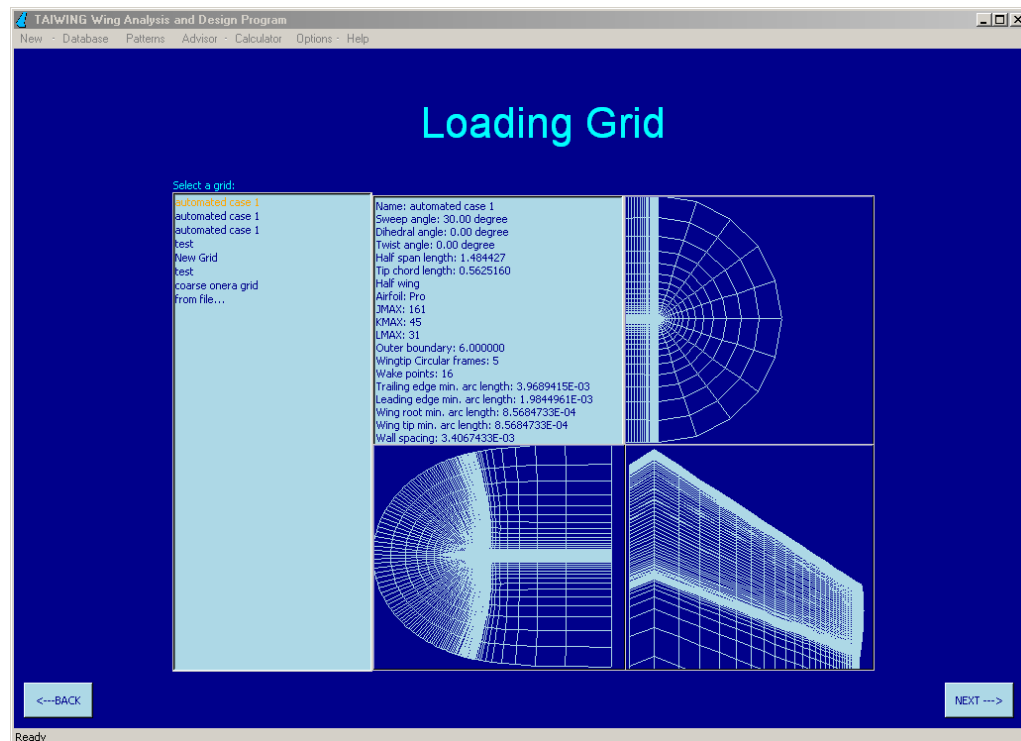 TAIWING Wing Analysis and Design Program
New - Database Patterns Advisor - Calculator Options - Help
Loading Grid
Select a grid:
automated case 1
automated case 1
automated case 1
test
New Grid
test
coarse onera grid
from file...
Name: automated case 1
Sweep angle: 30.00 degree
Dihedral angle: 0.00 degree
Twist angle: 0.00 degree
Half span length: 1.484427
Tip chord length: 0.5625160
Half wing
Airfoil: Pro
JMAX: 161
KMAX: 45
LMAX: 31
Outer boundary: 6.000000
Wingtip Circular frames: 5
Wake points: 16
Trailing edge min. arc length: 3.9689415E-03
Leading edge min. arc length: 1.9844961E-03
Wing root min. arc length: 8.5684733E-04
Wing tip min. arc length: 8.5684733E-04
Wall spacing: 3.4067433E-03
<---BACK
NEXT --->
Ready